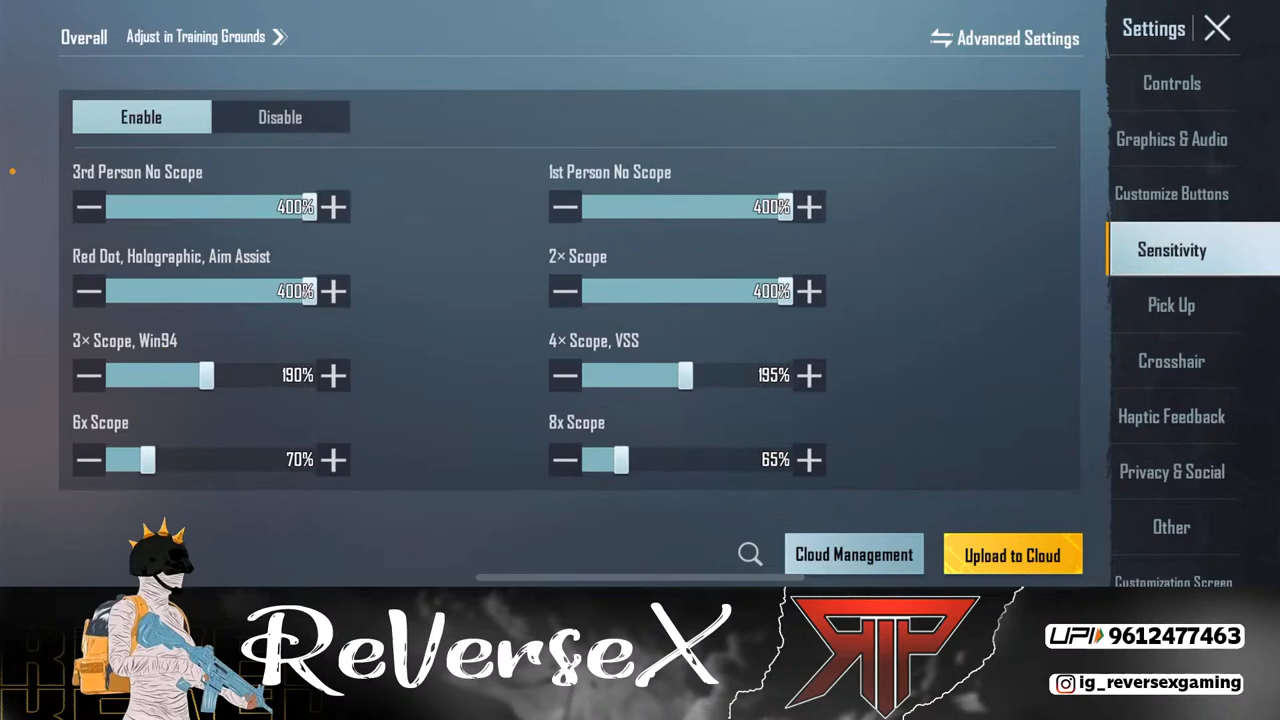 Overall Adjust in Training Grounds
Advanced Settings
Settings
Enable Disable
3rd Person No Scope 1st Person No Scope
400% 400%
Red Dot, Holographic, Aim Assist 2× Scope
400% 400%
3× Scope, Win94 4× Scope, VSS
190% 195%
6x Scope 8x Scope
70% 65%
Cloud Management Upload to Cloud
Controls
Graphics & Audio
Customize Buttons
Sensitivity
Pick Up
Crosshair
Haptic Feedback
Privacy & Social
Other
Customization Screen
ReVerseX
RTP
UPI 9612477463
ig_reversexgaming